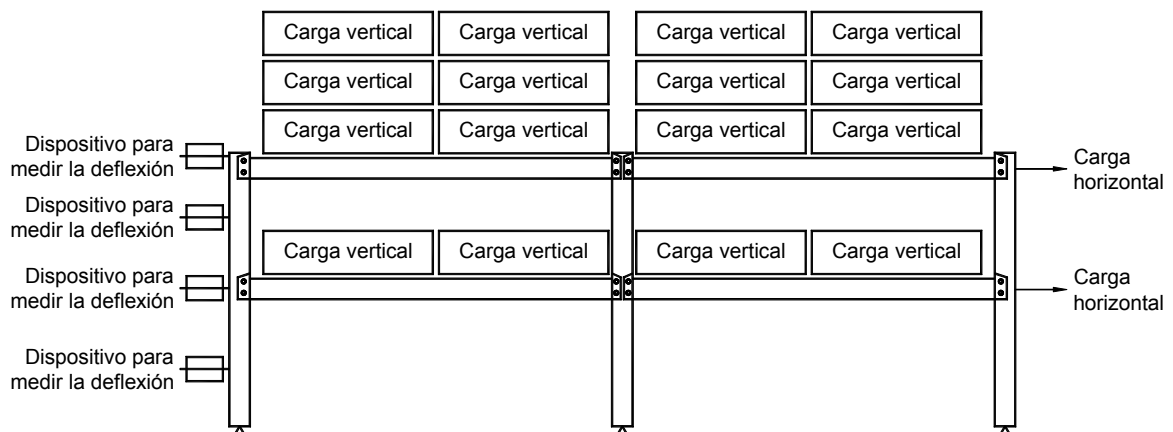 Carga vertical Carga vertical Carga vertical Carga vertical
Carga vertical Carga vertical Carga vertical Carga vertical
Carga vertical Carga vertical Carga vertical Carga vertical
Dispositivo para
medir la deflexión
Carga
horizontal
Dispositivo para
medir la deflexión
Carga vertical Carga vertical Carga vertical Carga vertical
Dispositivo para
medir la deflexión
Carga
horizontal
Dispositivo para
medir la deflexión